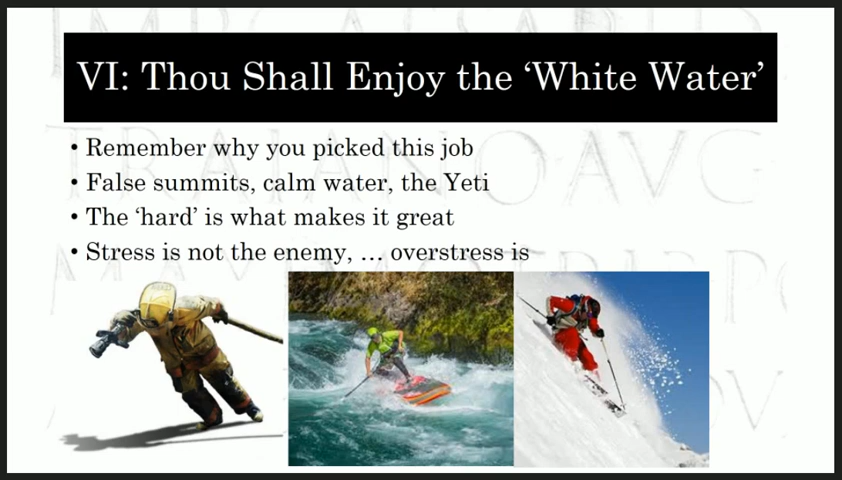 VI: Thou Shall Enjoy the ‘White Water’
• Remember why you picked this job
• False summits, calm water, the Yeti
• The ‘hard’ is what makes it great
• Stress is not the enemy, … overstress is
TRAIANOAVG